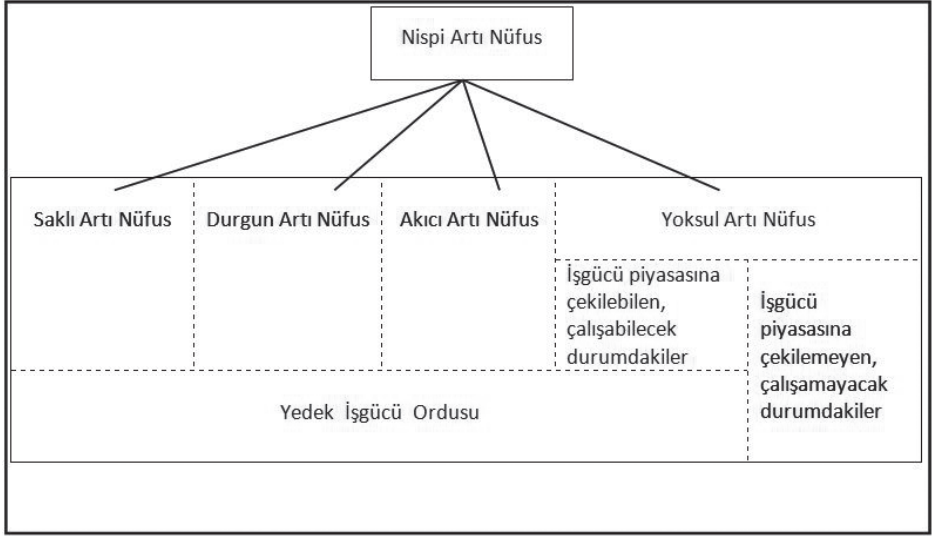 Nispi Artı Nüfus
Saklı Artı Nüfus
Durgun Artı Nüfus
Akıcı Artı Nüfus
Yoksul Artı Nüfus
İşgücü piyasasına
çekilebilen,
çalışabilecek
durumdakiler
İşgücü
piyasasına
çekilemeyen,
çalışamayacak
durumdakiler
Yedek İşgücü Ordusu